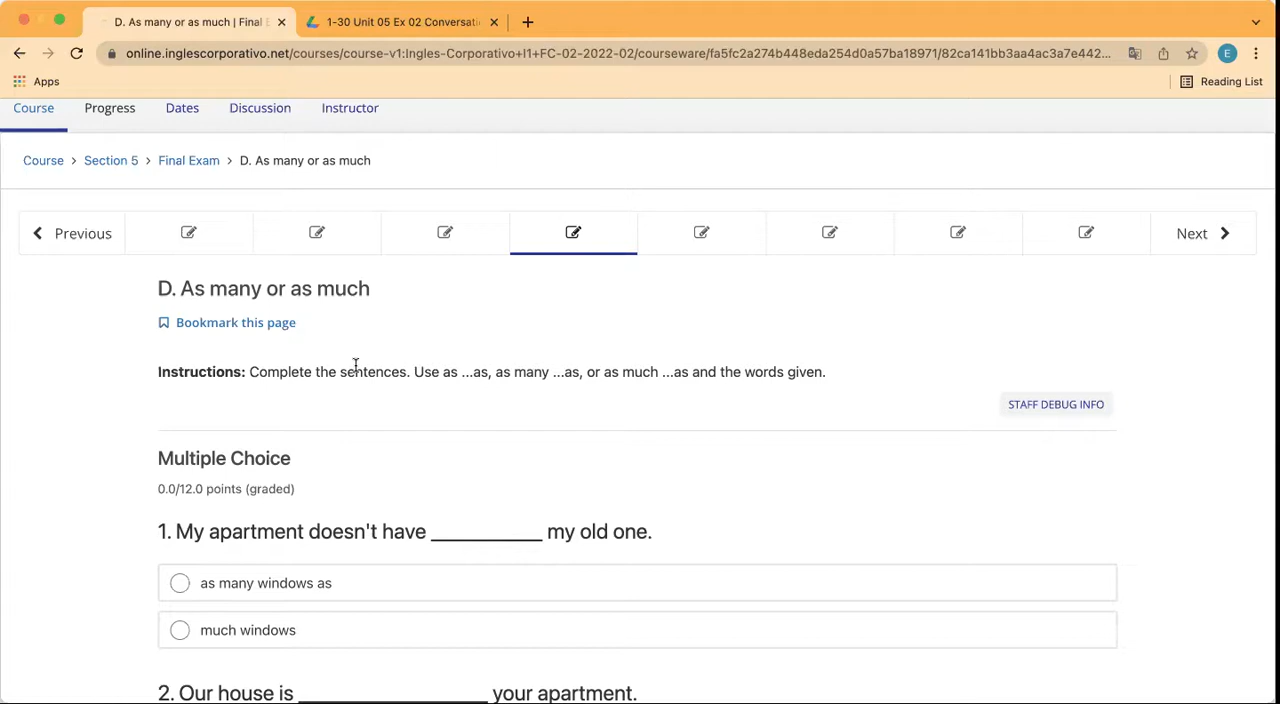 D. As many or as much | Final E
1-30 Unit 05 Ex 02 Conversati
online.inglescorporativo.net/courses/course-v1:Ingles-Corporativo+I1+FC-02-2022-02/courseware/fa5fc2a274b448eda254d0a57ba18971/82ca141bb3aa4ac3a7e442...
E
Apps
Reading List
Course Progress Dates Discussion Instructor
Course > Section 5 > Final Exam > D. As many or as much
Previous
Next
D. As many or as much
Bookmark this page
Instructions: Complete the sentences. Use as ...as, as many ...as, or as much ...as and the words given.
STAFF DEBUG INFO
Multiple Choice
0.0/12.0 points (graded)
1. My apartment doesn't have __________ my old one.
as many windows as
much windows
2. Our house is _________________ your apartment.